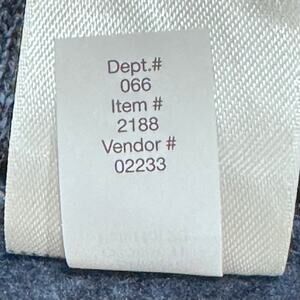 Dept.#
066
Item #
2188
Vendor #
02233